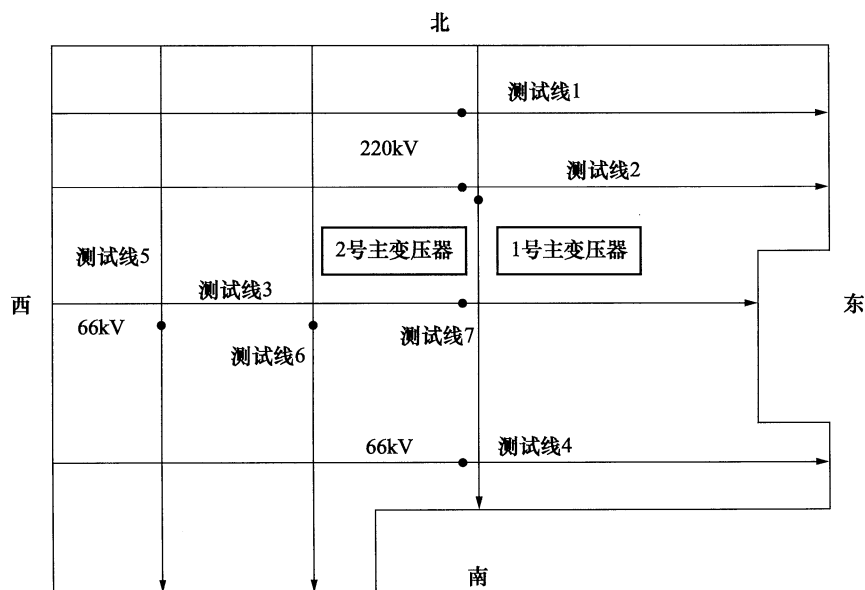 北
测试线1
220kV
测试线2
2号主变压器
1号主变压器
测试线5
测试线3
西
东
66kV
测试线7
测试线6
66kV
测试线4
南